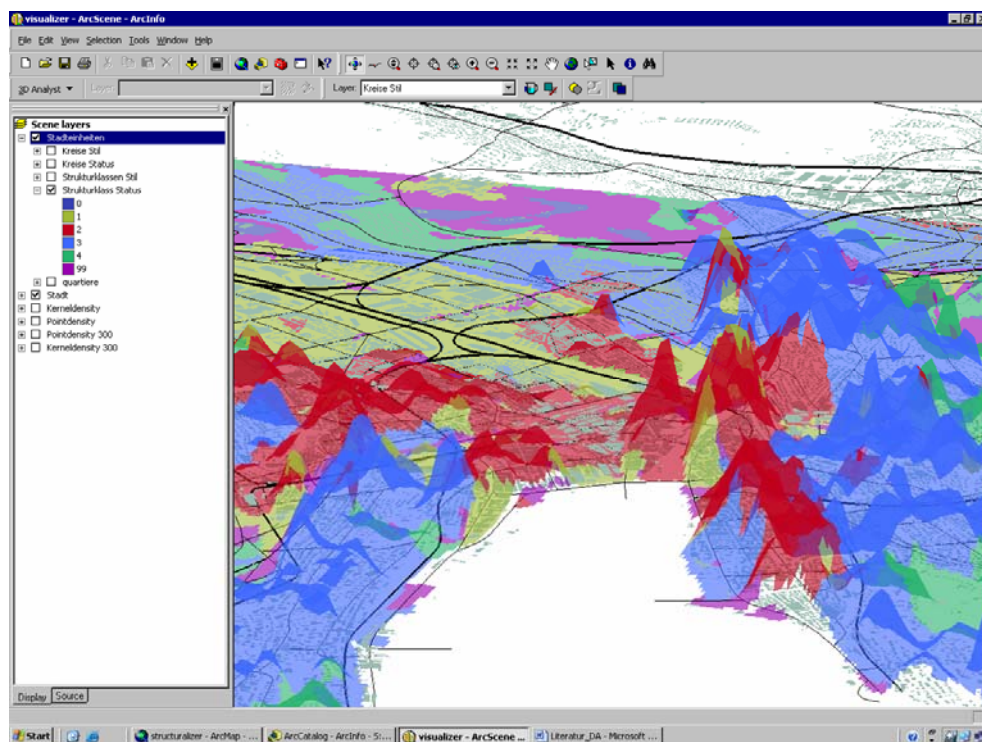 visualizer - ArcScene - ArcInfo
File Edit View Selection Tools Window Help
3D Analyst Layer: Layer: Kreise Stil
Scene layers
Stadteinheiten
Kreise Stil
Kreise Status
Strukturklassen Stil
Strukturklass Status
0
1
2
3
4
99
quartiere
Stadt
Kerneldensity
Pointdensity
Pointdensity 300
Kerneldensity 300
Display Source
Start structuralizer - ArcMap - ... ArcCatalog - ArcInfo - S:... visualizer - ArcScene ... Literatur_DA - Microsoft ...